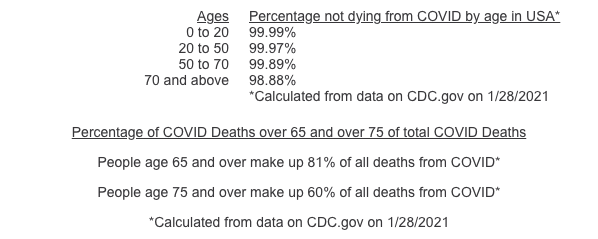 Ages Percentage not dying from COVID by age in USA*
0 to 20 99.99%
20 to 50 99.97%
50 to 70 99.89%
70 and above 98.88%
*Calculated from data on CDC.gov on 1/28/2021
Percentage of COVID Deaths over 65 and over 75 of total COVID Deaths
People age 65 and over make up 81% of all deaths from COVID*
People age 75 and over make up 60% of all deaths from COVID*
*Calculated from data on CDC.gov on 1/28/2021